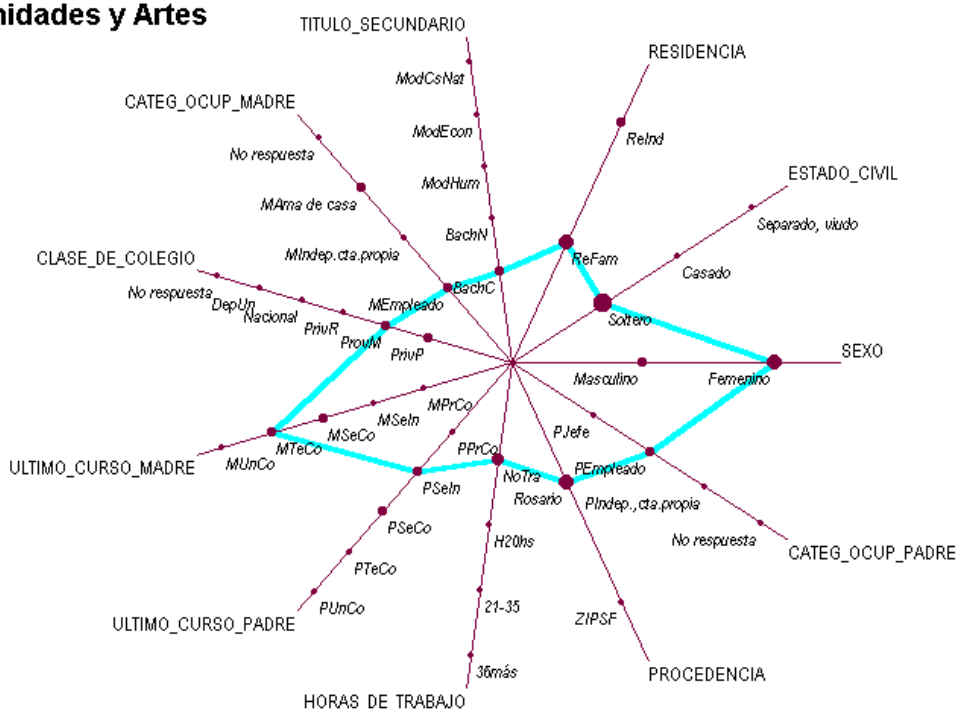 nidades y Artes
TITULO_SECUNDARIO
RESIDENCIA
ModCsNat
CATEG_OCUP_MADRE
ModEcon
ReInd
No respuesta
ESTADO_CIVIL
ModHum
MAma de casa
Separado, viudo
BachN
MIndep.cta.propia
CLASE_DE_COLEGIO
ReFam
Casado
No respuesta
DepUn
MEmpleado
BachC
Nacional
Soltero
PrivR
ProvM
PrivP
SEXO
Masculino
Femenino
MPrCo
MSeIn
PJefe
MSeCo
MTeCo
PPrCo
MUnCo
ULTIMO_CURSO_MADRE
NoTra
PEmpleado
PSeIn
Rosario
PIndep.,cta.propia
PSeCo
H20hs
No respuesta
CATEG_OCUP_PADRE
PTeCo
PUnCo
21-35
ZIPSF
ULTIMO_CURSO_PADRE
36más
PROCEDENCIA
HORAS DE TRABAJO